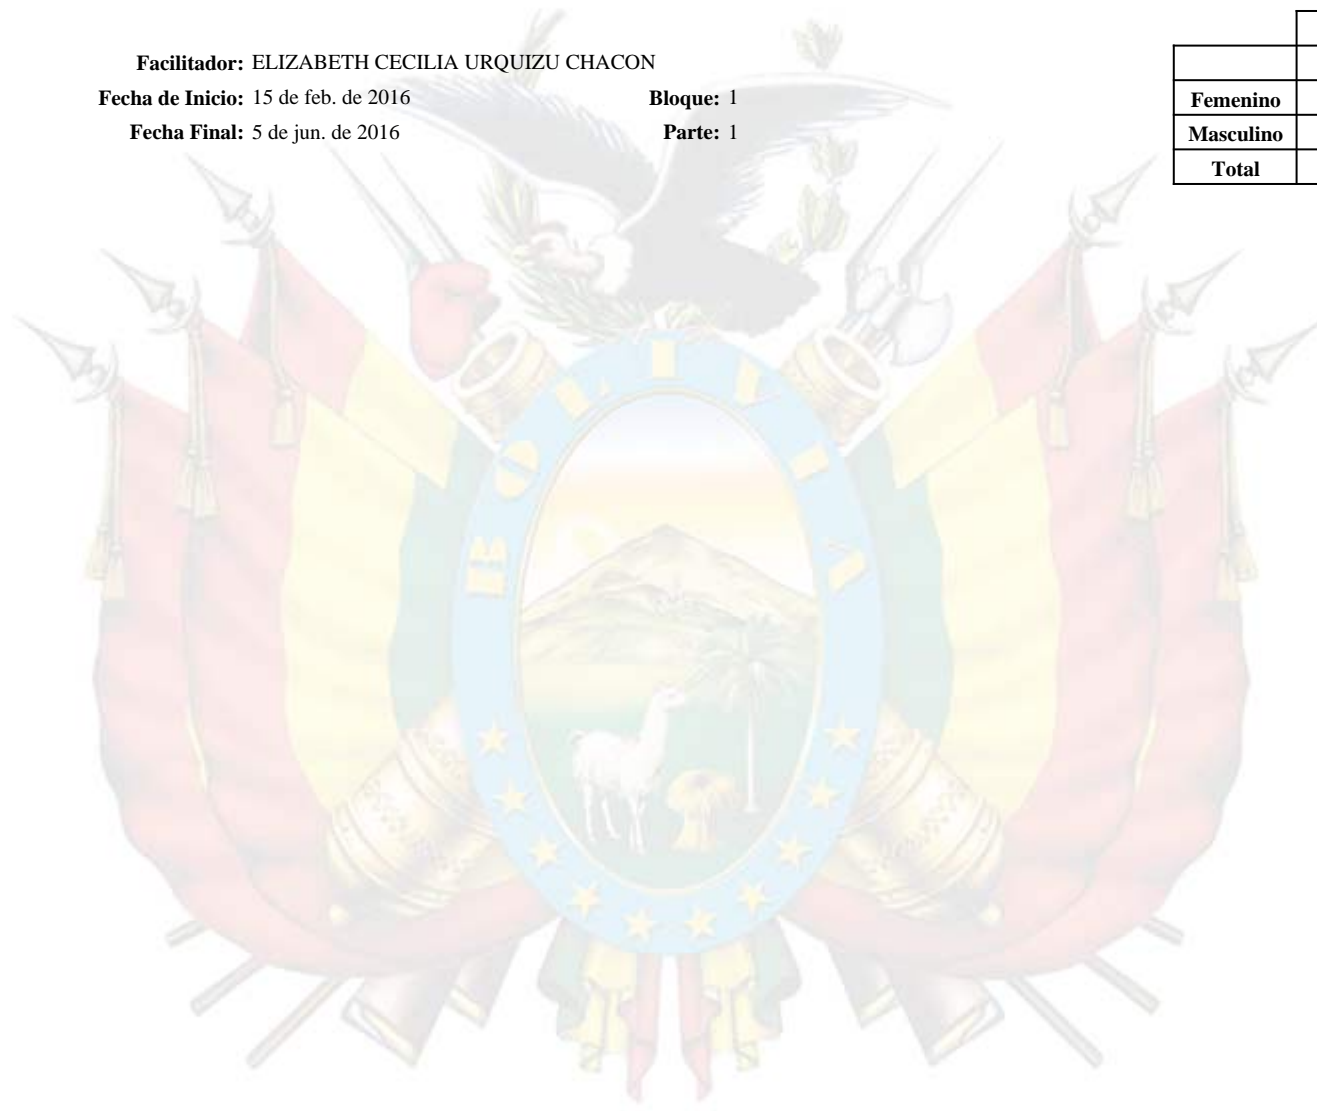 Facilitador: ELIZABETH CECILIA URQUIZU CHACON
Fecha de Inicio: 15 de feb. de 2016 Bloque: 1
Fecha Final: 5 de jun. de 2016 Parte: 1
Femenino
Masculino
Total
BOLIVIA